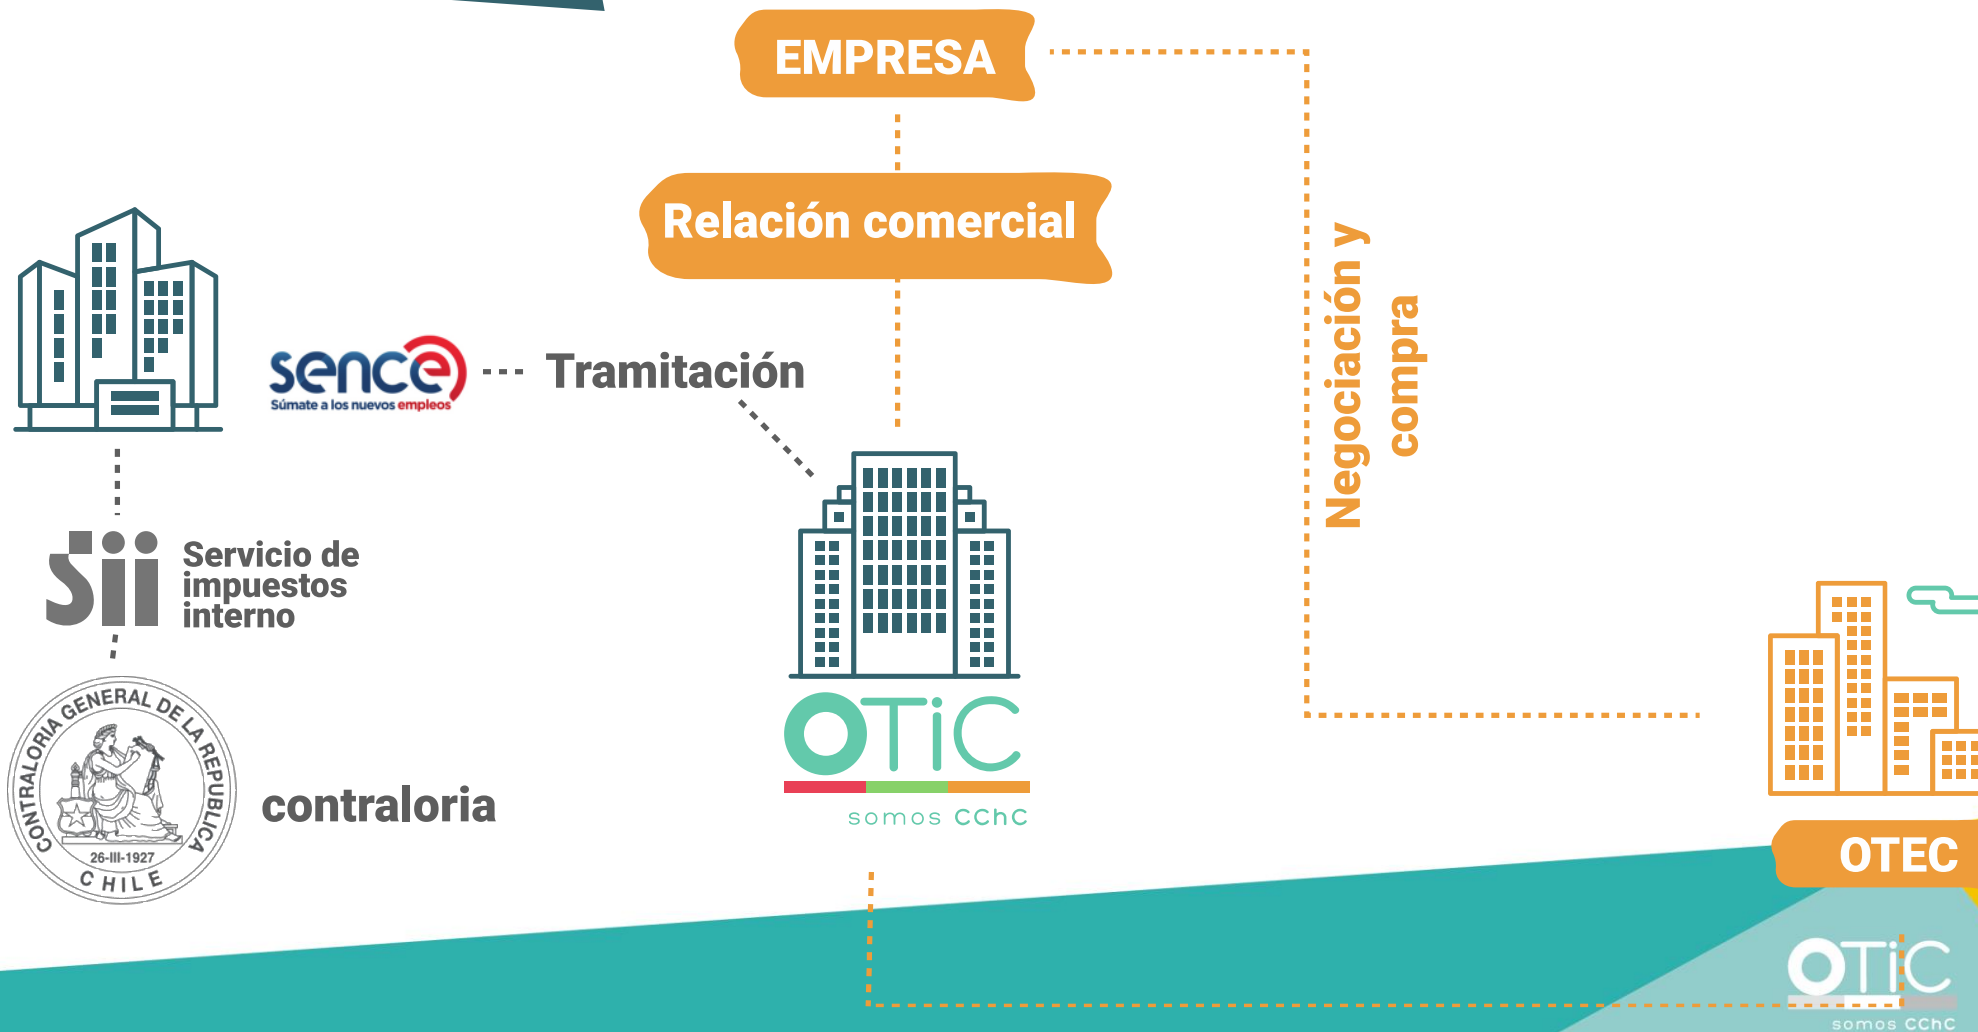 EMPRESA
Relación comercial
Negociación y
compra
sence
Súmate a los nuevos empleos
Tramitación
Sii
Servicio de
impuestos
interno
CONTRALORIA GENERAL DE LA REPUBLICA
26-III-1927
CHILE
contraloria
OTiC
somos CChC
OTEC
OTiC
somos CChC